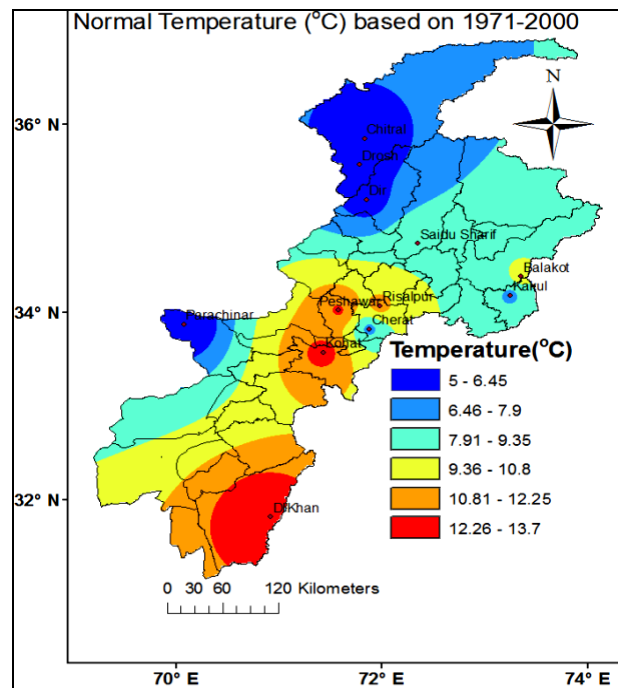 Normal Temperature (°C) based on 1971-2000
N
36° N
Chitral
Drosh
Dir
Saidu Sharif
Balakot
Kakul
34° N
Parachinar
Peshawar
Risalpur
Cherat
Kohat
Temperature(°C)
5 - 6.45
6.46 - 7.9
7.91 - 9.35
9.36 - 10.8
10.81 - 12.25
12.26 - 13.7
32° N
D.I.Khan
0 30 60 120 Kilometers
70° E
72° E
74° E